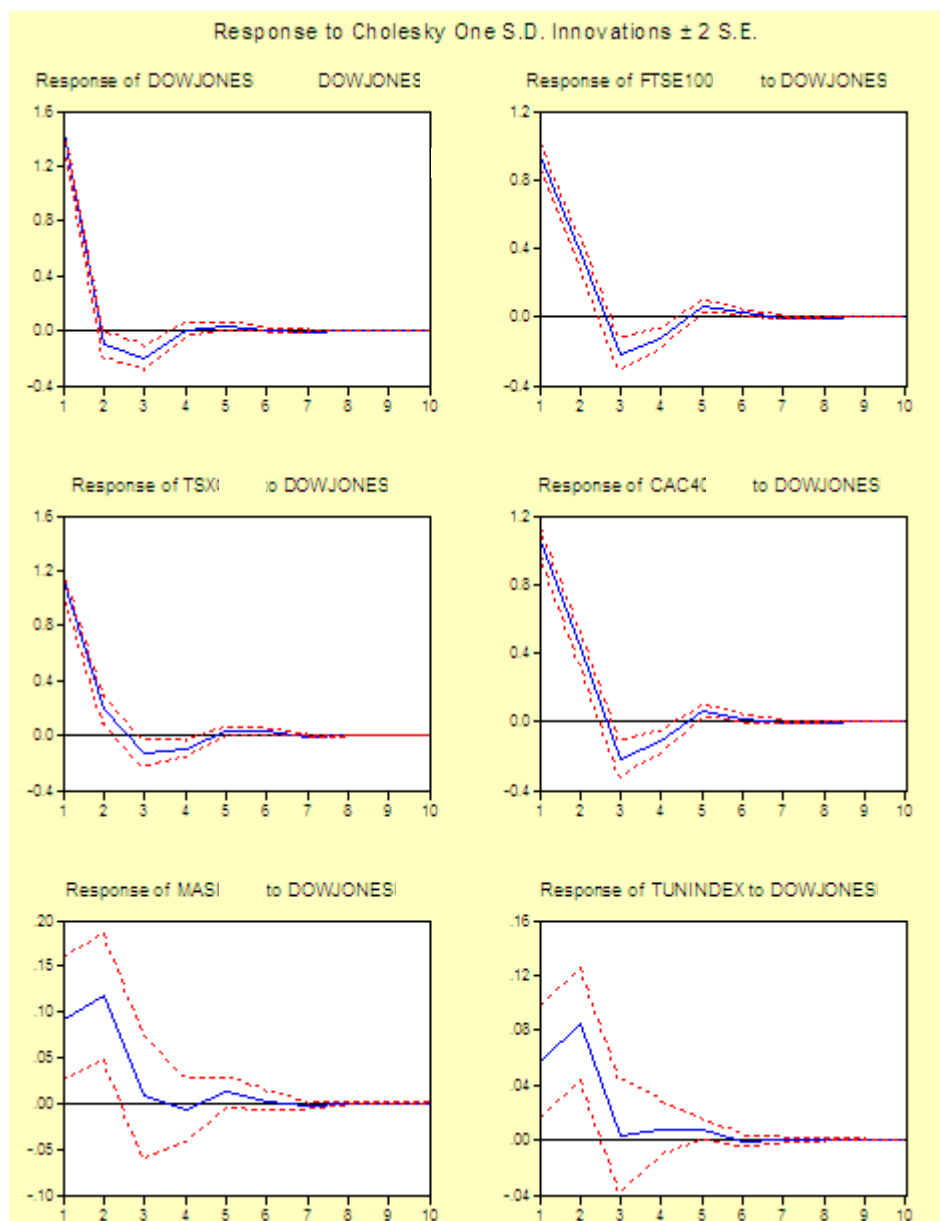 Response to Cholesky One S.D. Innovations ± 2 S.E.
Response of DOWJONES DOWJONES
1.6
1.2
0.8
0.4
0.0
-0.4
1 2 3 4 5 6 7 8 9 10
Response of FTSE100 to DOWJONES
1.2
0.8
0.4
0.0
-0.4
1 2 3 4 5 6 7 8 9 10
Response of TSX to DOWJONES
1.6
1.2
0.8
0.4
0.0
-0.4
1 2 3 4 5 6 7 8 9 10
Response of CAC40 to DOWJONES
1.2
0.8
0.4
0.0
-0.4
1 2 3 4 5 6 7 8 9 10
Response of MAS to DOWJONES
.20
.15
.10
.05
.00
-.05
-.10
1 2 3 4 5 6 7 8 9 10
Response of TUNINDEX to DOWJONES
.16
.12
.08
.04
.00
-.04
1 2 3 4 5 6 7 8 9 10